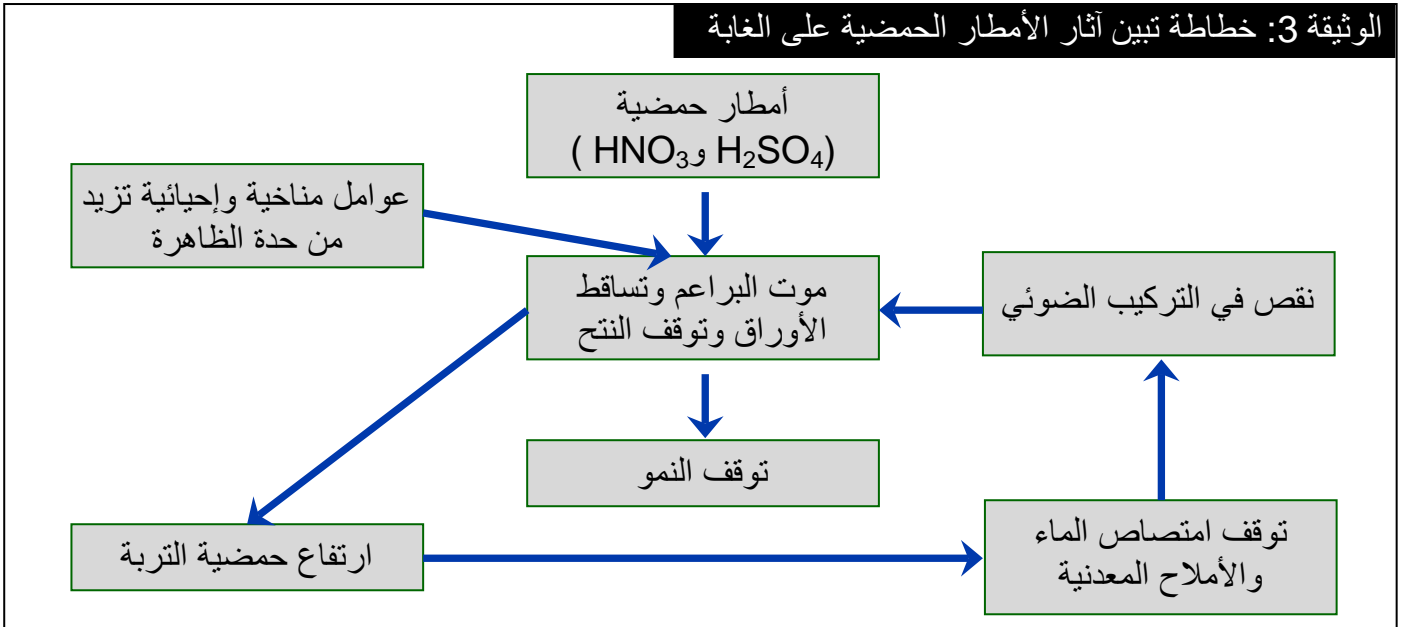 الوثيقة 3: خطاطة تبين آثار الأمطار الحمضية على الغابة
أمطار حمضية
(H₂SO₄ وHNO₃ )
عوامل مناخية وإحيائية تزيد
من حدة الظاهرة
موت البراعم وتساقط
الأوراق وتوقف النتح
نقص في التركيب الضوئي
توقف النمو
ارتفاع حمضية التربة
توقف امتصاص الماء
والأملاح المعدنية